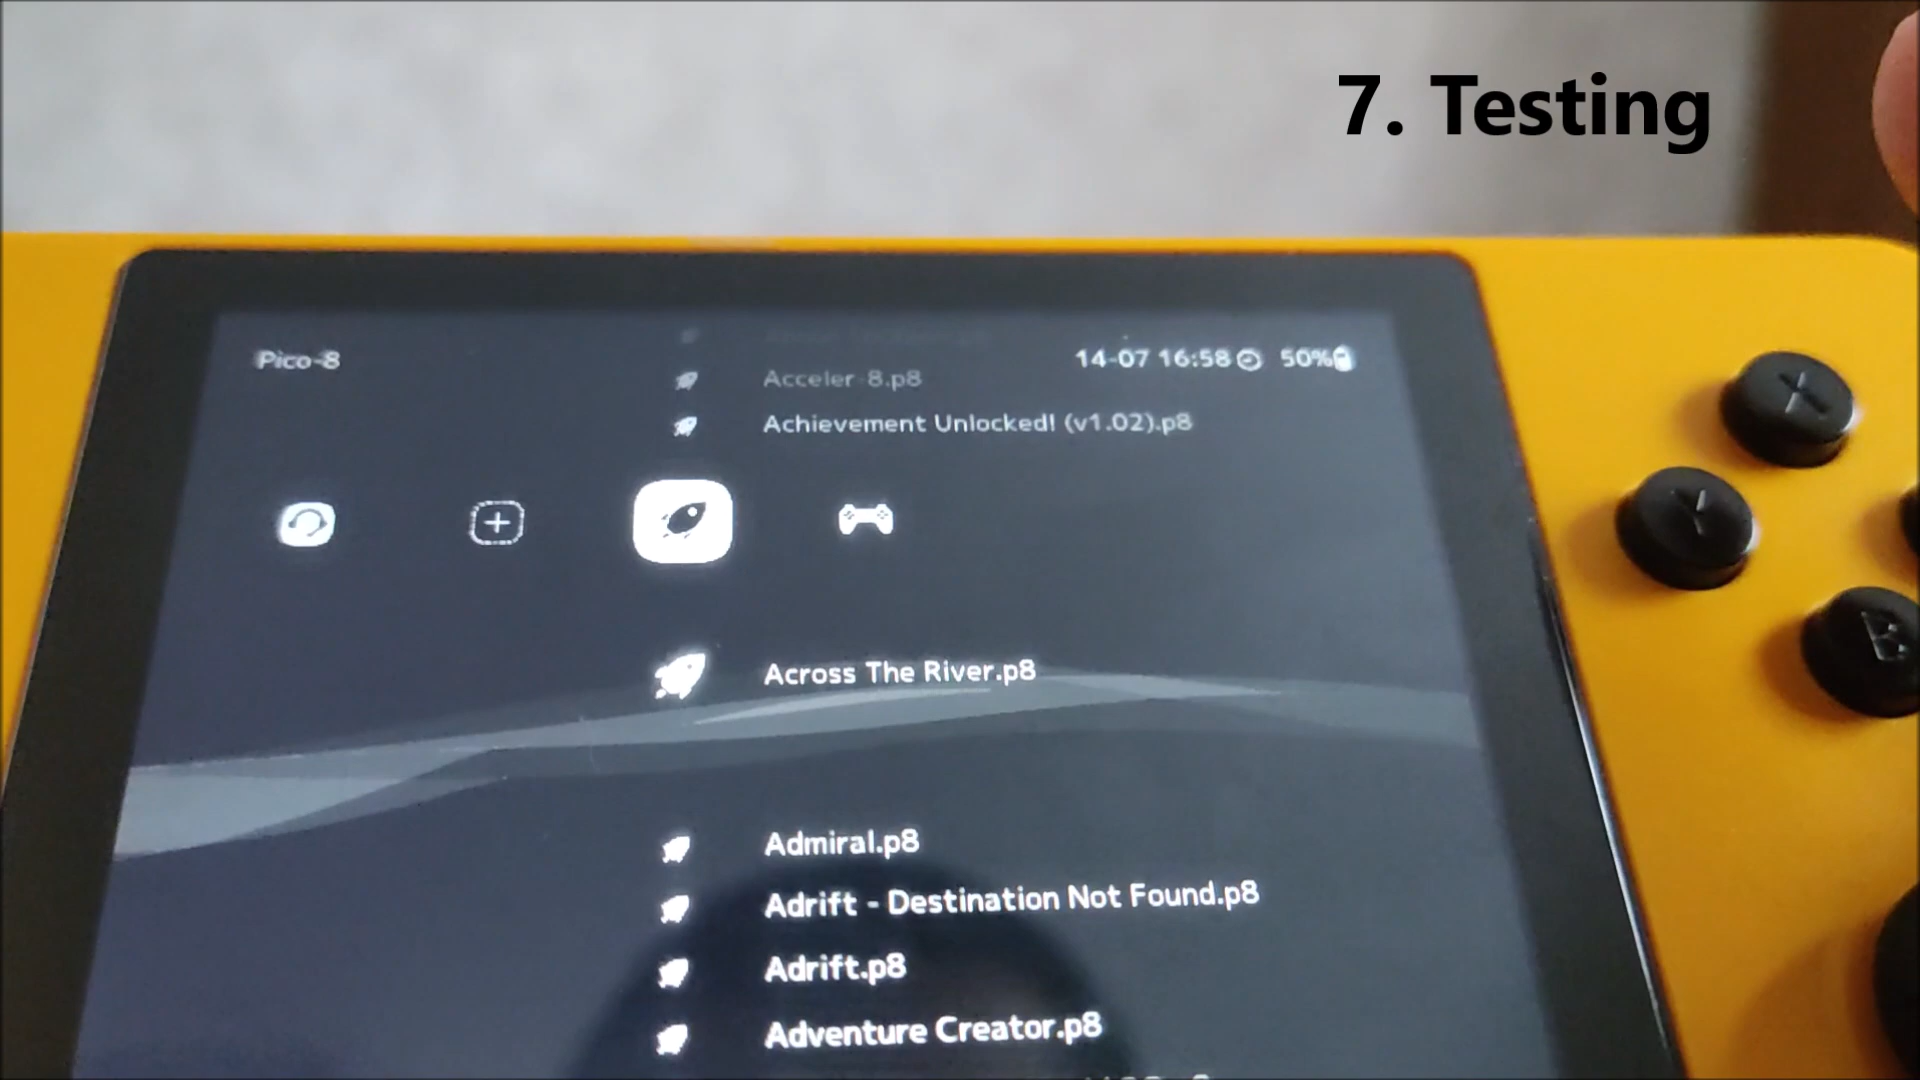 7. Testing
Pico-8
14-07 16:58 50%
Acceler-8.p8
Achievement Unlocked! (v1.02).p8
Across The River.p8
Admiral.p8
Adrift - Destination Not Found.p8
Adrift.p8
Adventure Creator.p8
X
Y
B